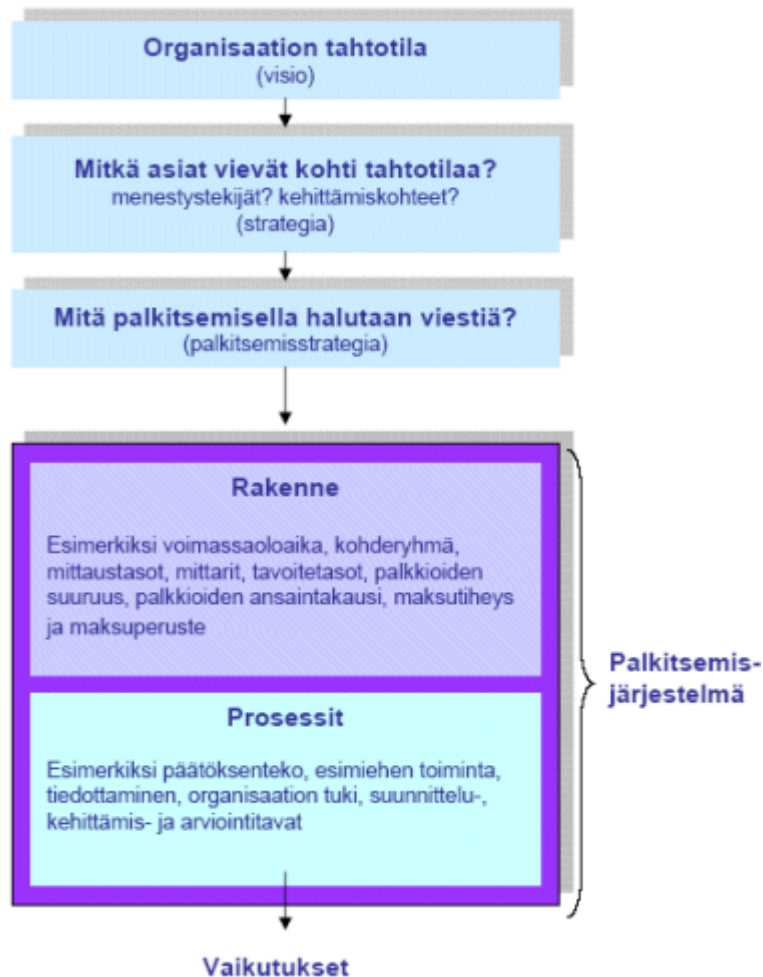 Organisaation tahtotila
(visio)
Mitkä asiat vievät kohti tahtotilaa?
menestystekijät? kehittämiskohteet?
(strategia)
Mitä palkitsemisella halutaan viestiä?
(palkitsemisstrategia)
Rakenne
Esimerkiksi voimassaoloaika, kohderyhmä,
mittaustasot, mittarit, tavoitetasot, palkkioiden
suuruus, palkkioiden ansaintakausi, maksutiheys
ja maksuperuste
Prosessit
Esimerkiksi päätöksenteko, esimiehen toiminta,
tiedottaminen, organisaation tuki, suunnittelu-,
kehittämis- ja arviointitavat
Palkitsemis-
järjestelmä
Vaikutukset